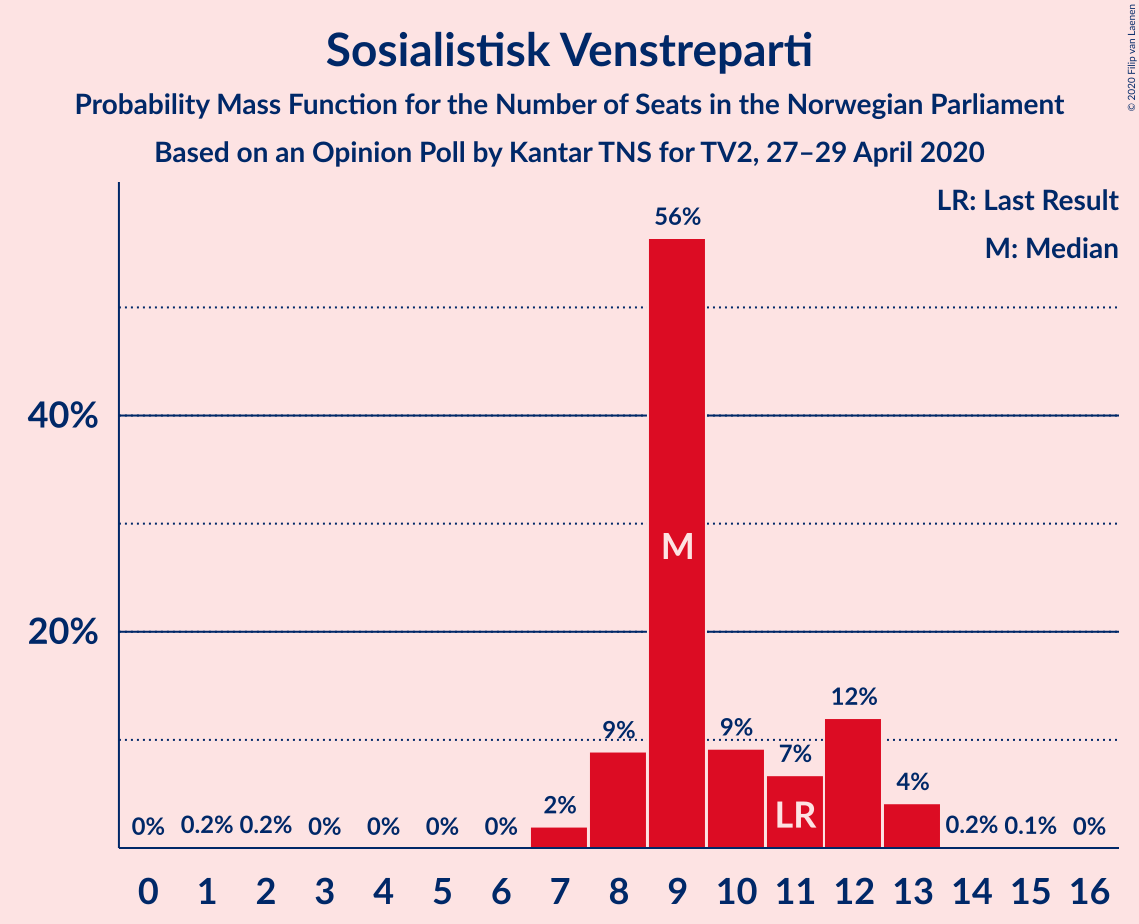 Sosialistisk Venstreparti
Probability Mass Function for the Number of Seats in the Norwegian Parliament
Based on an Opinion Poll by Kantar TNS for TV2, 27–29 April 2020
© 2020 Filip van Laenen
LR: Last Result
M: Median
56%
40%
M
20%
12%
9%
9%
7%
4%
2%
LR
0%
0.2%
0.2%
0%
0%
0%
0%
0.2%
0.1%
0%
0 1 2 3 4 5 6 7 8 9 10 11 12 13 14 15 16